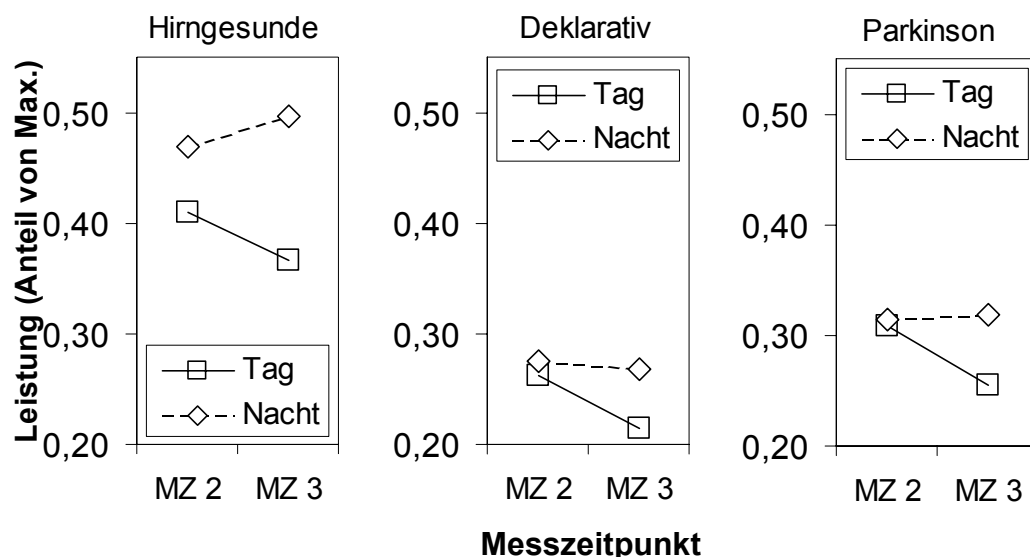 Hirngesunde
Deklarativ
Parkinson
Leistung (Anteil von Max.)
0,50
0,40
0,30
0,20
Tag
Nacht
MZ 2
MZ 3
0,50
0,40
0,30
0,20
Tag
Nacht
MZ 2
MZ 3
0,50
0,40
0,30
0,20
Tag
Nacht
MZ 2
MZ 3
Messzeitpunkt